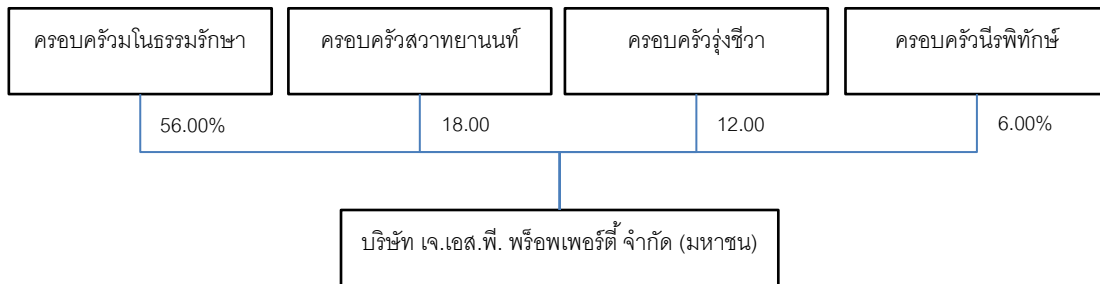 ครอบครัวมโนธรรมรักษา ครอบครัวสวาทยานนท์ ครอบครัวรุ่งชีวา ครอบครัวนีรพิทักษ์
56.00% 18.00 12.00 6.00%
บริษัท เจ.เอส.พี. พร็อพเพอร์ตี้ จำกัด (มหาชน)